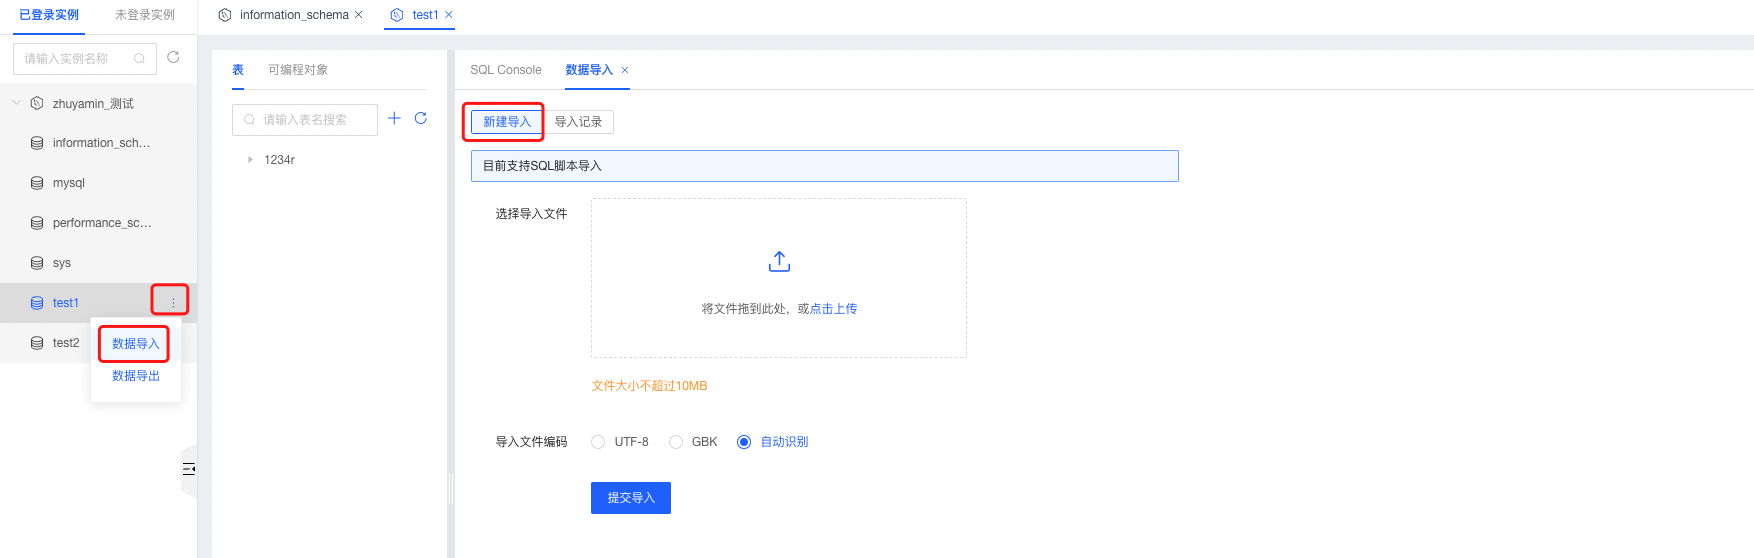 已登录实例
未登录实例
请输入实例名称
zhuyamin_测试
information_sch...
mysql
performance_sc...
sys
test1
test2
数据导入
数据导出
information_schema
test1
表
可编程对象
请输入表名搜索
1234r
SQL Console
数据导入
新建导入
导入记录
目前支持SQL脚本导入
选择导入文件
将文件拖到此处，或点击上传
文件大小不超过10MB
导入文件编码
UTF-8
GBK
自动识别
提交导入